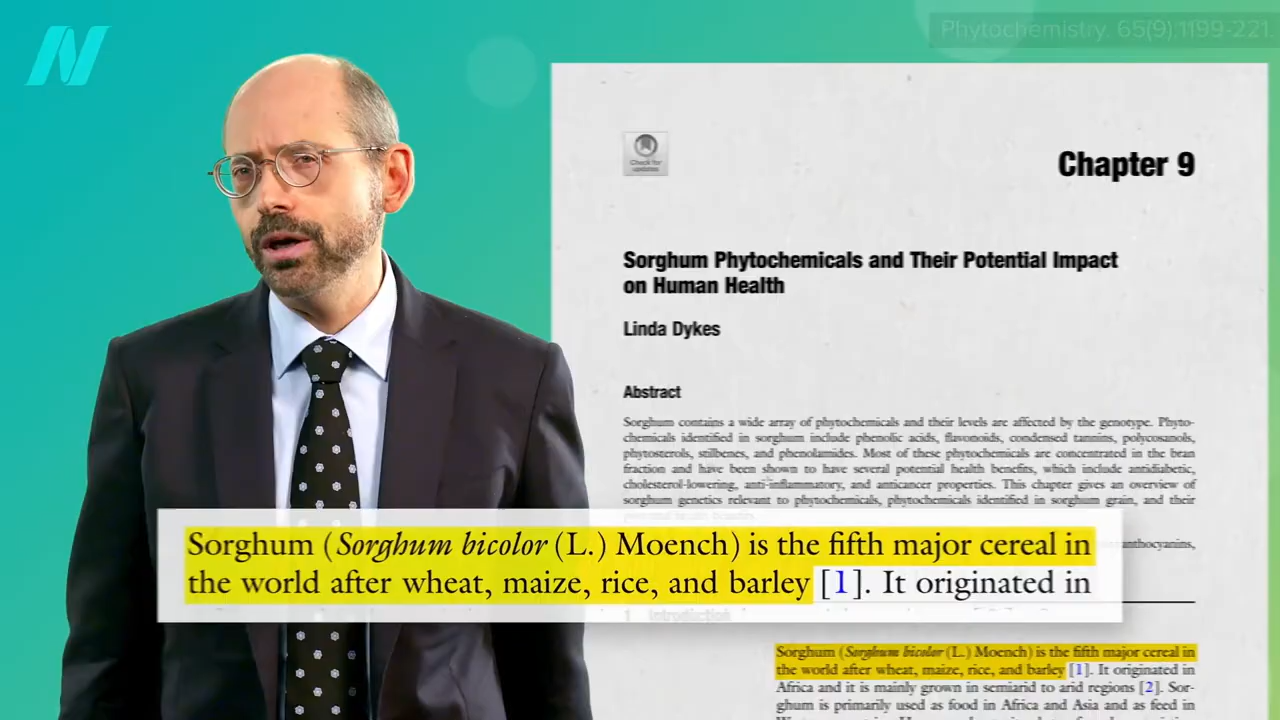 Phytochemistry. 65(9):1199-221.
Check for
updates
Chapter 9
Sorghum Phytochemicals and Their Potential Impact
on Human Health
Linda Dykes
Abstract
Sorghum contains a wide array of phytochemicals and their levels are affected by the genotype. Phyto-
chemicals identified in sorghum include phenolic acids, flavonoids, condensed tannins, polycosanols,
phytosterols, stilbenes, and phenolamides. Most of these phytochemicals are concentrated in the bran
fraction and have been shown to have several potential health benefits, which include antidiabetic,
cholesterol-lowering, anti-inflammatory, and anticancer properties. This chapter gives an overview of
sorghum genetics relevant to phytochemicals, phytochemicals identified in sorghum grain, and their
potential health benefits.
Sorghum (Sorghum bicolor (L.) Moench) is the fifth major cereal in
the world after wheat, maize, rice, and barley [1]. It originated in
1 Introduction
Sorghum (Sorghum bicolor (L.) Moench) is the fifth major cereal in
the world after wheat, maize, rice, and barley [1]. It originated in
Africa and it is mainly grown in semiarid to arid regions [2]. Sor-
ghum is primarily used as food in Africa and Asia and as feed in